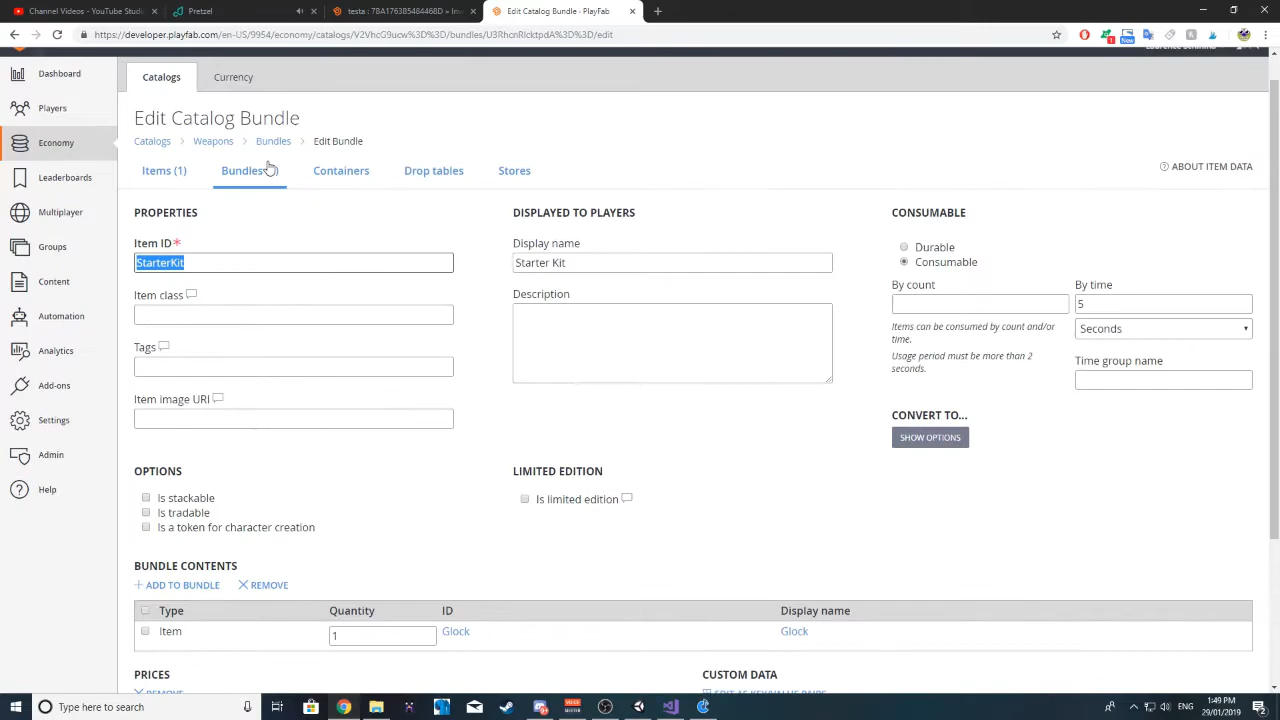 Channel Videos - YouTube Studio
Pretzel
testa : 7BA1763B5484468D » Inv
Edit Catalog Bundle - PlayFab
https://developer.playfab.com/en-US/9954/economy/catalogs/V2VhcG9ucw%3D%3D/bundles/U3RhcnRlcktpdA%3D%3D/edit
Dashboard
Players
Economy
Leaderboards
Multiplayer
Groups
Content
Automation
Analytics
Add-ons
Settings
Admin
Help
Catalogs
Currency
Edit Catalog Bundle
Catalogs > Weapons > Bundles > Edit Bundle
Items (1)
Bundles
Containers
Drop tables
Stores
ABOUT ITEM DATA
PROPERTIES
Item ID*
StarterKit
Item class
Tags
Item image URI
DISPLAYED TO PLAYERS
Display name
Starter Kit
Description
CONSUMABLE
Durable
Consumable
By count
By time
5
Seconds
Items can be consumed by count and/or
time.
Usage period must be more than 2
seconds.
Time group name
CONVERT TO...
SHOW OPTIONS
OPTIONS
Is stackable
Is tradable
Is a token for character creation
LIMITED EDITION
Is limited edition
BUNDLE CONTENTS
ADD TO BUNDLE
REMOVE
Type Quantity ID Display name
Item 1 Glock Glock
PRICES
REMOVE
CUSTOM DATA
EDIT AS KEY/VALUE PAIRS
Type here to search
ENG
1:49 PM
29/01/2019